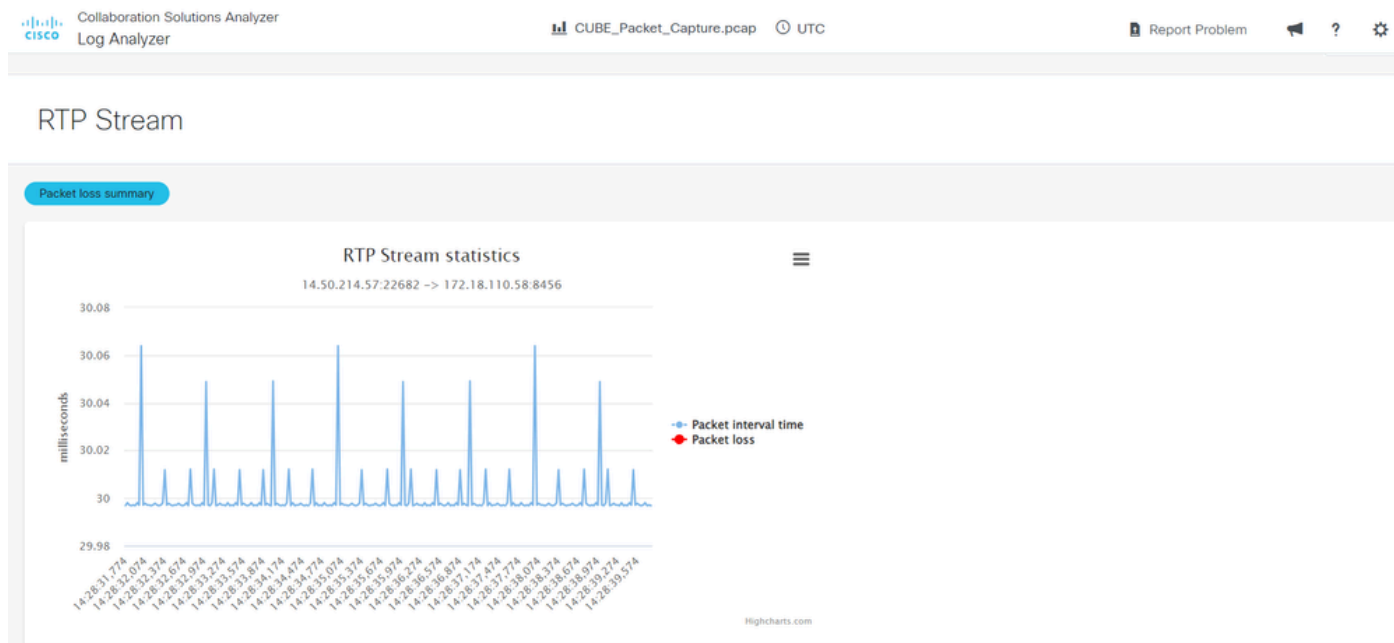 Collaboration Solutions Analyzer
CISCO
Log Analyzer
CUBE_Packet_Capture.pcap
UTC
Report Problem
?
RTP Stream
Packet loss summary
RTP Stream statistics
14.50.214.57:22682 -> 172.18.110.58:8456
30.08
30.06
30.04
30.02
30
29.98
milliseconds
Packet interval time
Packet loss
14:28:31,774
14:28:32,074
14:28:32,374
14:28:32,674
14:28:32,974
14:28:33,274
14:28:33,574
14:28:33,874
14:28:34,174
14:28:34,474
14:28:34,774
14:28:35,074
14:28:35,374
14:28:35,674
14:28:35,974
14:28:36,274
14:28:36,574
14:28:36,874
14:28:37,174
14:28:37,474
14:28:37,774
14:28:38,074
14:28:38,374
14:28:38,674
14:28:38,974
14:28:39,274
14:28:39,574
Highcharts.com